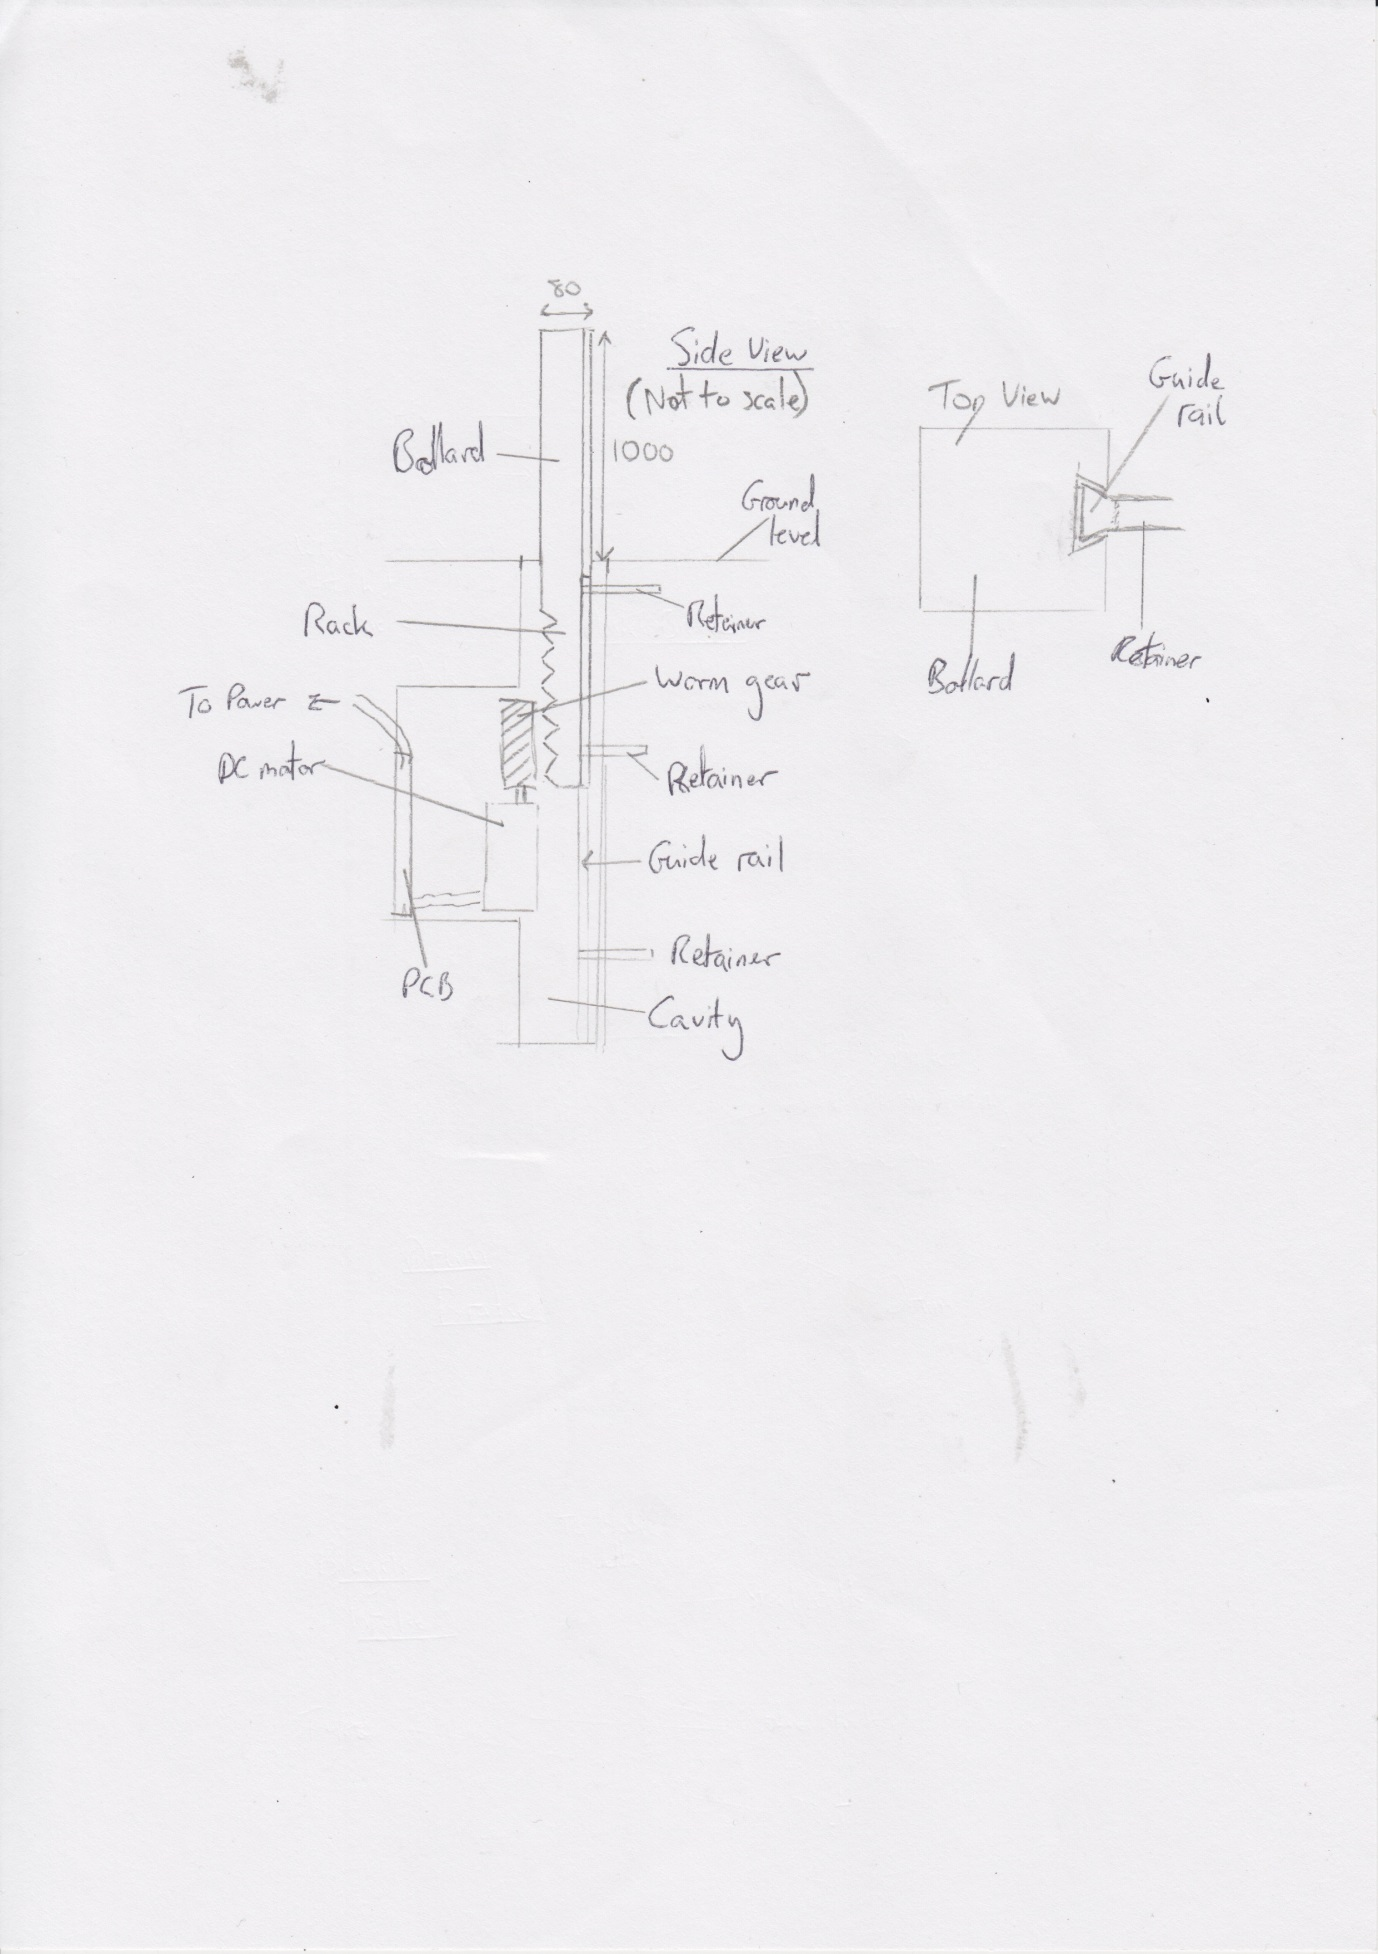 80
Side View
(Not to scale)
1000
Bollard
Ground
level
Rack
Retainer
Worm gear
To Power
DC motor
Retainer
Guide rail
Retainer
PCB
Cavity
Top View
Guide
rail
Bollard
Retainer